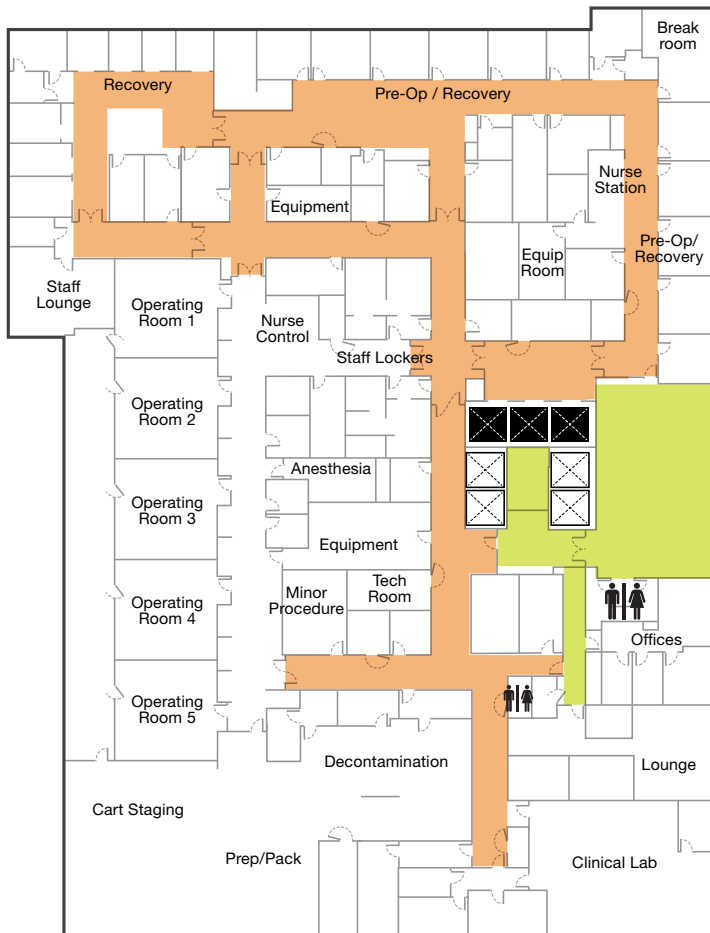 Break
room
Recovery
Pre-Op / Recovery
Nurse
Station
Equipment
Pre-Op/
Recovery
Equip
Room
Staff
Lounge
Operating
Room 1
Nurse
Control
Staff Lockers
Operating
Room 2
Anesthesia
Operating
Room 3
Equipment
Minor
Procedure
Tech
Room
Operating
Room 4
Offices
Operating
Room 5
Decontamination
Lounge
Cart Staging
Prep/Pack
Clinical Lab